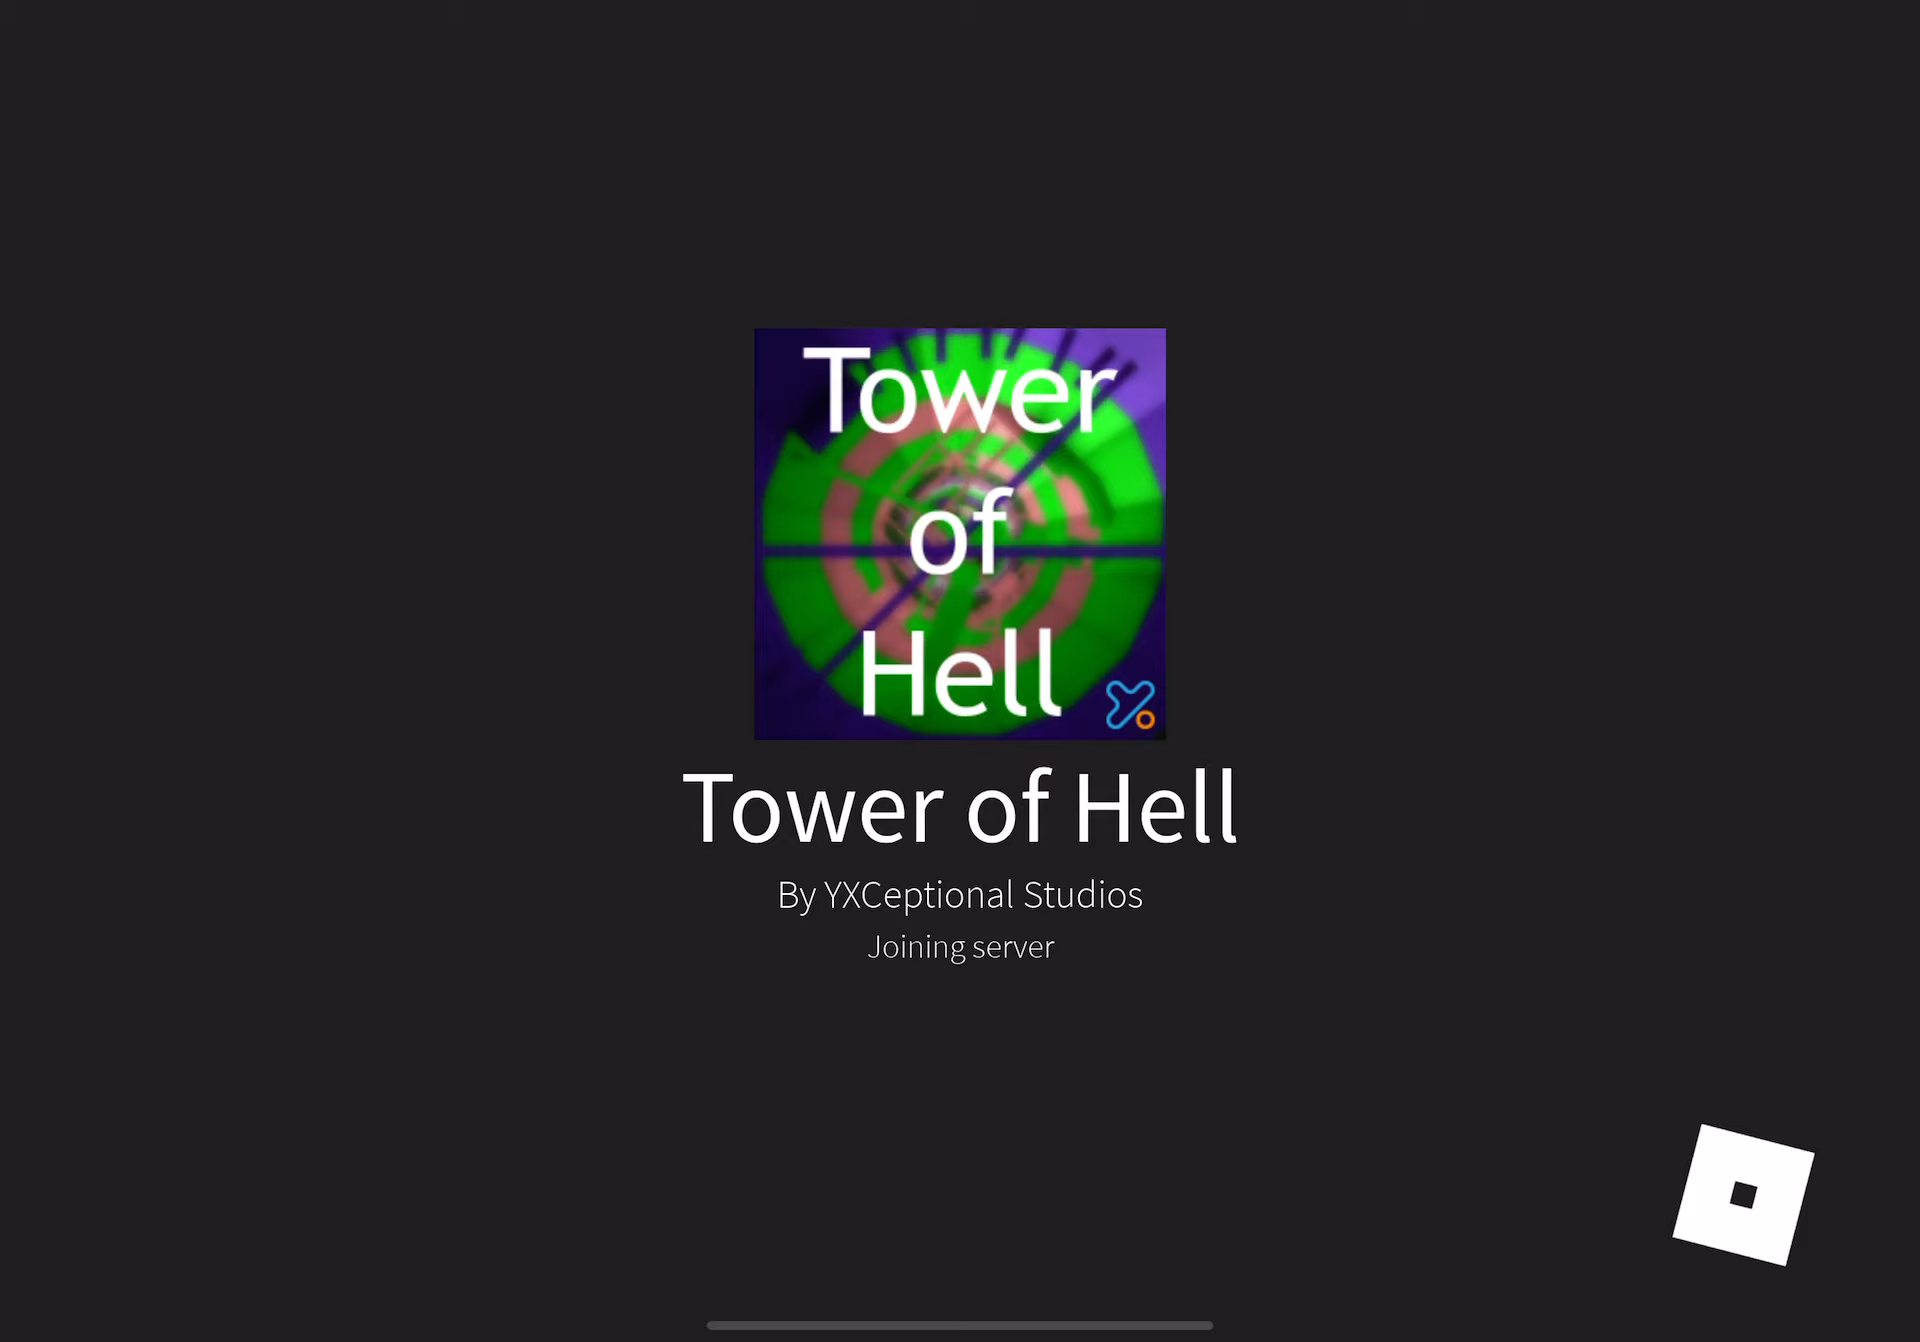 Tower
of
Hell
Tower of Hell
By YXCeptional Studios
Joining server